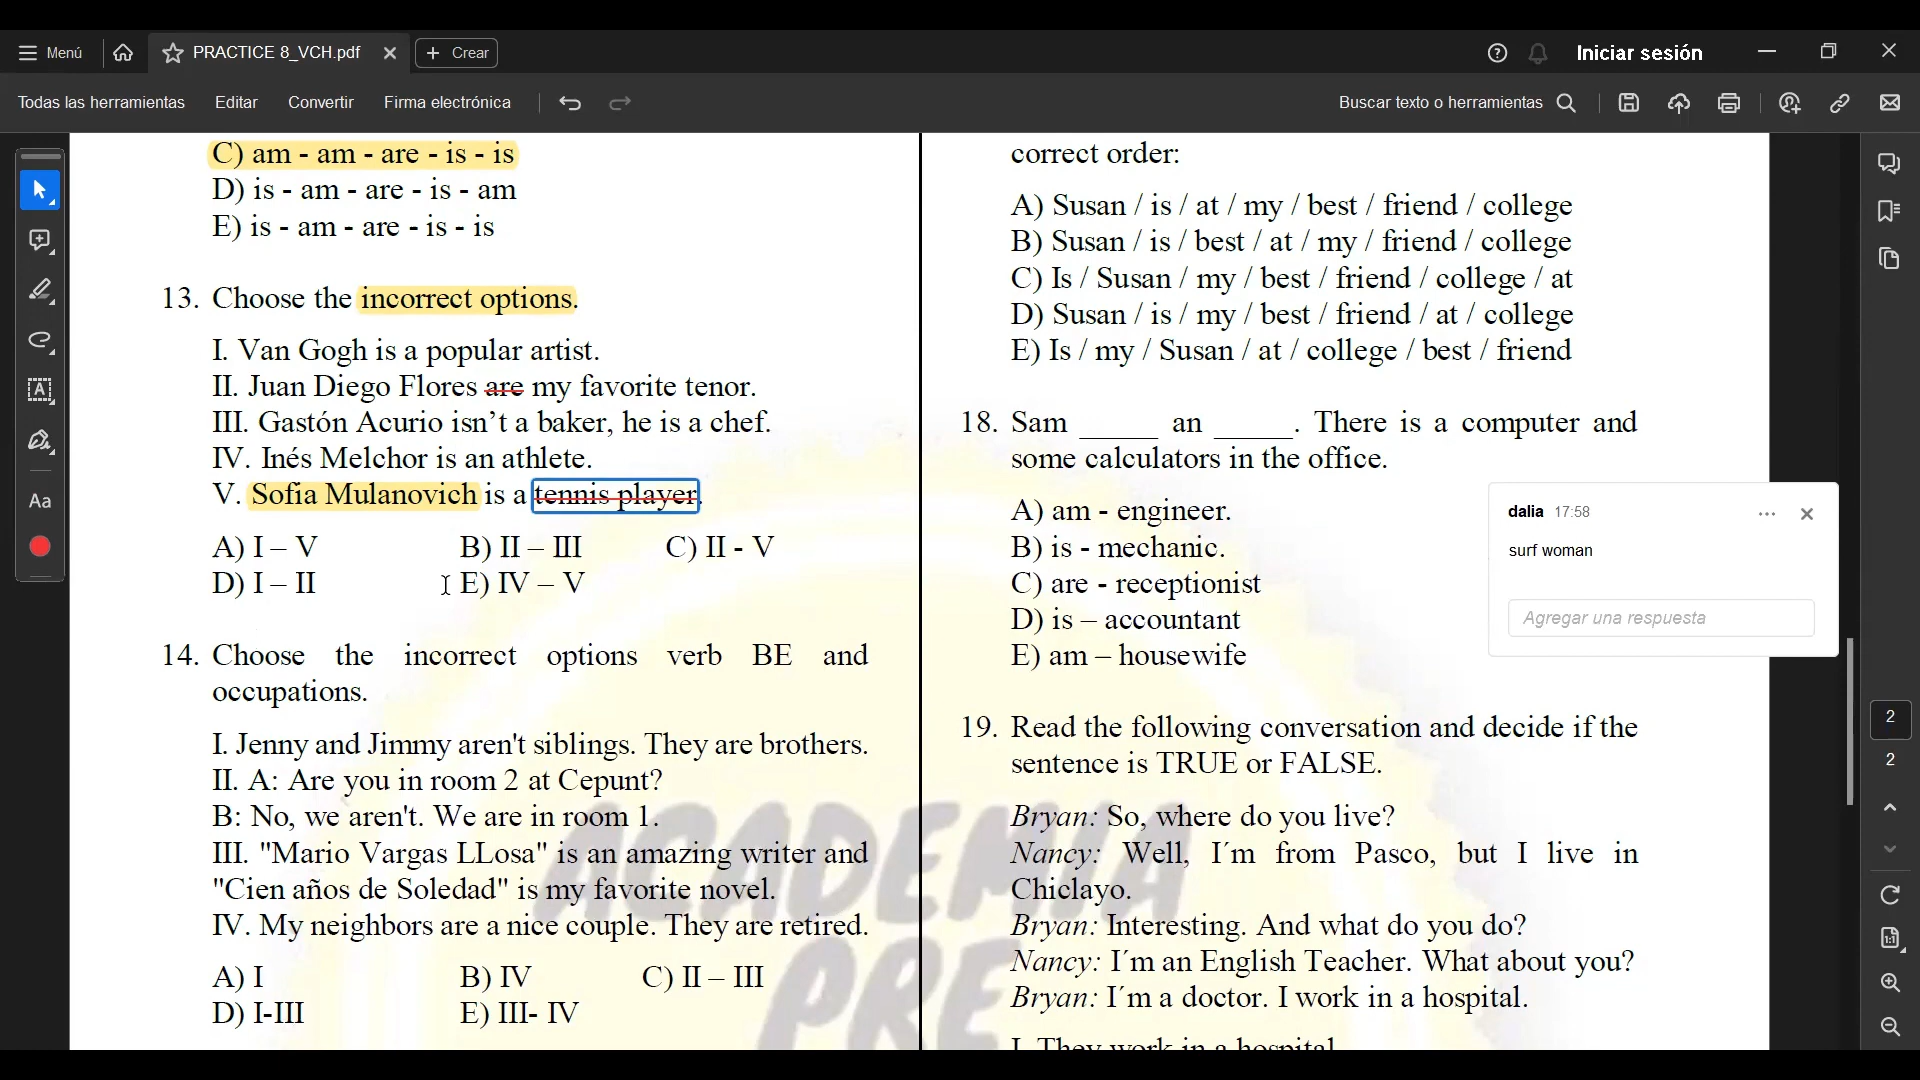 Menú
PRACTICE 8_VCH.pdf
Crear
Iniciar sesión
Todas las herramientas
Editar
Convertir
Firma electrónica
Buscar texto o herramientas
C) am - am - are - is - is
D) is - am - are - is - am
E) is - am - are - is - is
13. Choose the incorrect options.
I. Van Gogh is a popular artist.
II. Juan Diego Flores are my favorite tenor.
III. Gastón Acurio isn’t a baker, he is a chef.
IV. Inés Melchor is an athlete.
V. Sofia Mulanovich is a tennis player.
A) I – V B) II – III C) II - V
D) I – II E) IV – V
14. Choose the incorrect options verb BE and
occupations.
I. Jenny and Jimmy aren't siblings. They are brothers.
II. A: Are you in room 2 at Cepunt?
B: No, we aren't. We are in room 1.
III. "Mario Vargas LLosa" is an amazing writer and
"Cien años de Soledad" is my favorite novel.
IV. My neighbors are a nice couple. They are retired.
A) I B) IV C) II – III
D) I-III E) III- IV
correct order:
A) Susan / is / at / my / best / friend / college
B) Susan / is / best / at / my / friend / college
C) Is / Susan / my / best / friend / college / at
D) Susan / is / my / best / friend / at / college
E) Is / my / Susan / at / college / best / friend
18. Sam _____ an _____. There is a computer and
some calculators in the office.
A) am - engineer.
B) is - mechanic.
C) are - receptionist
D) is – accountant
E) am – housewife
19. Read the following conversation and decide if the
sentence is TRUE or FALSE.
Bryan: So, where do you live?
Nancy: Well, I´m from Pasco, but I live in
Chiclayo.
Bryan: Interesting. And what do you do?
Nancy: I´m an English Teacher. What about you?
Bryan: I´m a doctor. I work in a hospital.
I. They work in a hospital
dalia 17:58
surf woman
Agregar una respuesta
2
2
Aa
ACADEMIA
PRE